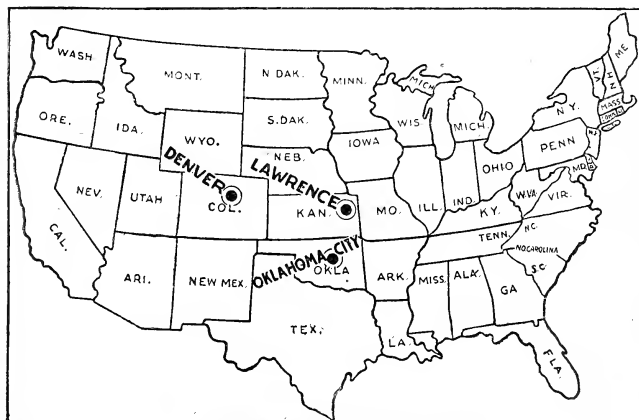 WASH
MONT.
N DAK.
MINN.
MICH
ME
VT.
N H
ORE.
IDA.
WYO.
S. DAK.
WIS
MICH.
N.Y.
MASS
CONN
DENVER
LAWRENCE
NEB.
IOWA
PENN
N.J.
OHIO
MD.
NEV.
UTAH
COL.
KAN.
MO.
ILL
IND.
W.VA
VIR.
KY.
CAL.
OKLAHOMA-CITY
TENN.
N.C.
NO CAROLINA
ARI.
NEW MEX.
OKLA
ARK.
S.C.
MISS.
ALA.
GA
TEX.
LA.
FLA.